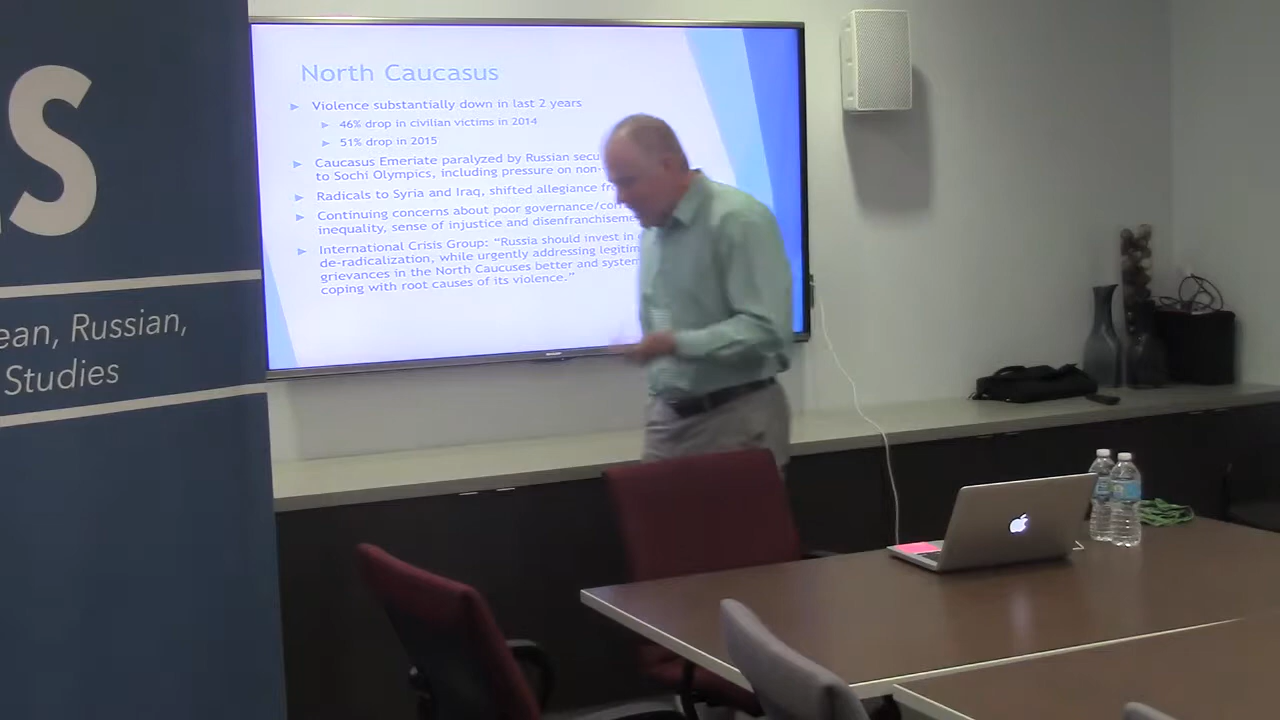 North Caucasus
Violence substantially down in last 2 years
46% drop in civilian victims in 2014
51% drop in 2015
Caucasus Emeriate paralyzed by Russian secu
to Sochi Olympics, including pressure on non-
Radicals to Syria and Iraq, shifted allegiance fr
Continuing concerns about poor governance/cor
inequality, sense of injustice and disenfranchiseme
International Crisis Group: “Russia should invest in
de-radicalization, while urgently addressing legitim
grievances in the North Caucuses better and system
coping with root causes of its violence.”
S
ean, Russian,
Studies